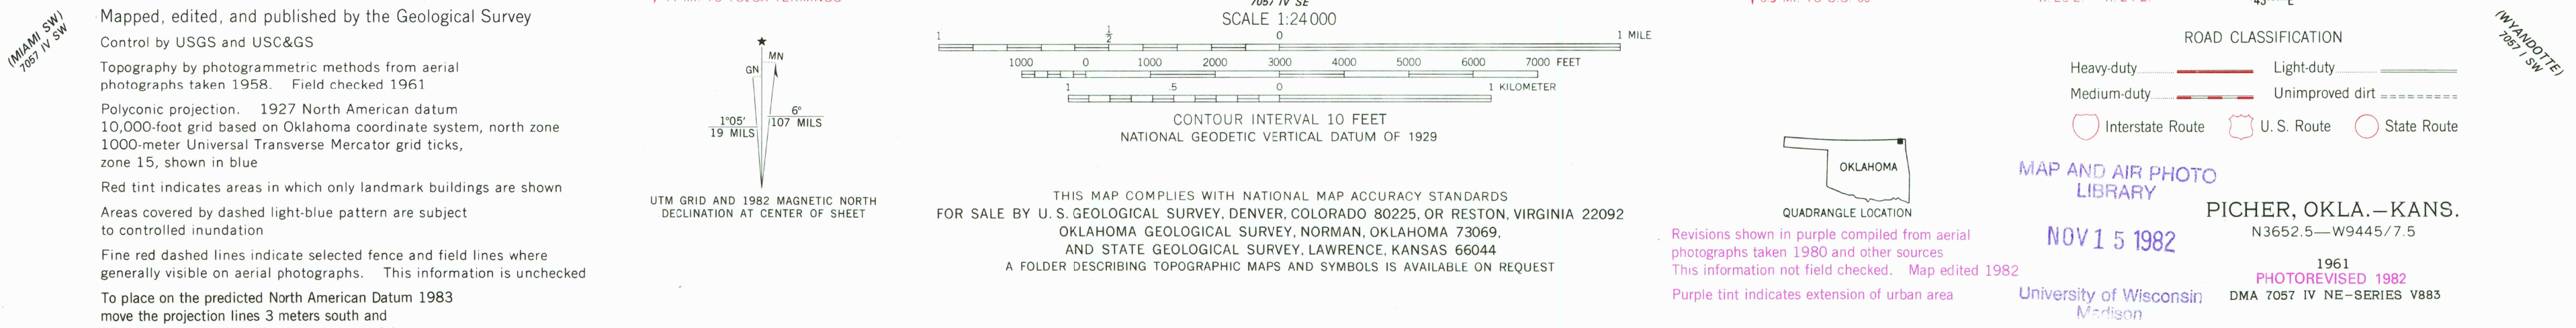 (MIAMI SW)
7057 IV SW
Mapped, edited, and published by the Geological Survey
Control by USGS and USC&GS
Topography by photogrammetric methods from aerial
photographs taken 1958. Field checked 1961
Polyconic projection. 1927 North American datum
10,000-foot grid based on Oklahoma coordinate system, north zone
1000-meter Universal Transverse Mercator grid ticks,
zone 15, shown in blue
Red tint indicates areas in which only landmark buildings are shown
Areas covered by dashed light-blue pattern are subject
to controlled inundation
Fine red dashed lines indicate selected fence and field lines where
generally visible on aerial photographs. This information is unchecked
To place on the predicted North American Datum 1983
move the projection lines 3 meters south and
MN
GN
1°05′
19 MILS
6°
107 MILS
UTM GRID AND 1982 MAGNETIC NORTH
DECLINATION AT CENTER OF SHEET
7057 IV SE
SCALE 1:24 000
1 1/2 0 1 MILE
1000 0 1000 2000 3000 4000 5000 6000 7000 FEET
1 .5 0 1 KILOMETER
CONTOUR INTERVAL 10 FEET
NATIONAL GEODETIC VERTICAL DATUM OF 1929
THIS MAP COMPLIES WITH NATIONAL MAP ACCURACY STANDARDS
FOR SALE BY U. S. GEOLOGICAL SURVEY, DENVER, COLORADO 80225, OR RESTON, VIRGINIA 22092
OKLAHOMA GEOLOGICAL SURVEY, NORMAN, OKLAHOMA 73069,
AND STATE GEOLOGICAL SURVEY, LAWRENCE, KANSAS 66044
A FOLDER DESCRIBING TOPOGRAPHIC MAPS AND SYMBOLS IS AVAILABLE ON REQUEST
OKLAHOMA
QUADRANGLE LOCATION
Revisions shown in purple compiled from aerial
photographs taken 1980 and other sources
This information not field checked. Map edited 1982
Purple tint indicates extension of urban area
ROAD CLASSIFICATION
Heavy-duty Light-duty
Medium-duty Unimproved dirt
Interstate Route U. S. Route State Route
(WYANDOTTE)
7057 I SW
MAP AND AIR PHOTO
LIBRARY
NOV 15 1982
University of Wisconsin
Madison
PICHER, OKLA.—KANS.
N3652.5—W9445/7.5
1961
PHOTOREVISED 1982
DMA 7057 IV NE-SERIES V883